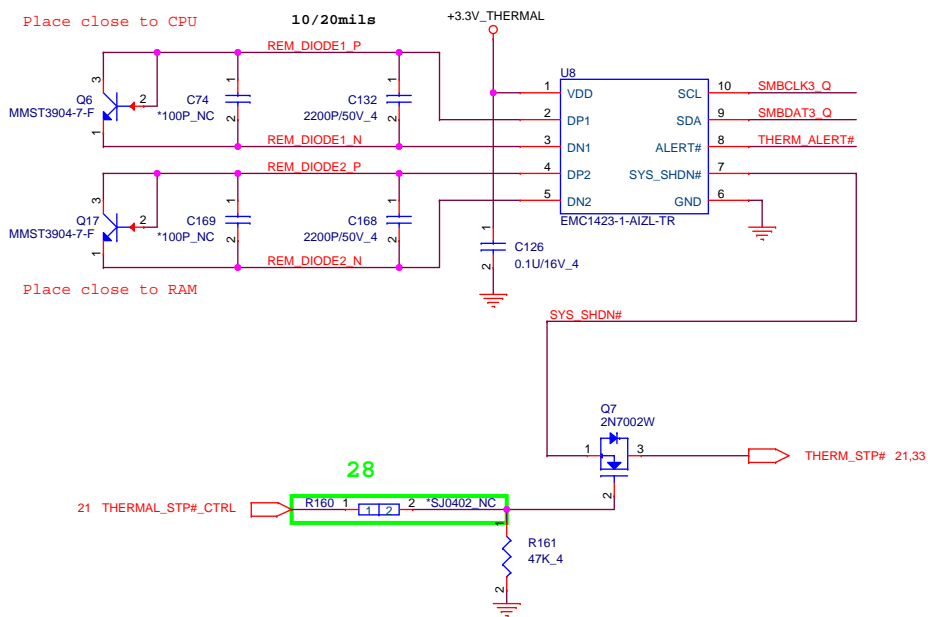 Place close to CPU
10/20mils
+3.3V_THERMAL
REM_DIODE1_P
3
Q6
MMST3904-7-F
2
1
1
C74
*100P_NC
2
1
C132
2200P/50V_4
2
REM_DIODE1_N
REM_DIODE2_P
3
Q17
MMST3904-7-F
2
1
1
C169
*100P_NC
2
1
C168
2200P/50V_4
2
REM_DIODE2_N
Place close to RAM
U8
1 VDD SCL 10 SMBCLK3_Q
2 DP1 SDA 9 SMBDAT3_Q
3 DN1 ALERT# 8 THERM_ALERT#
4 DP2 SYS_SHDN# 7
5 DN2 GND 6
EMC1423-1-AIZL-TR
1
C126
0.1U/16V_4
2
SYS_SHDN#
Q7
2N7002W
1 3
2
THERM_STP# 21,33
28
21 THERMAL_STP#_CTRL
R160 1 1 2 2 *SJ0402_NC
1
R161
47K_4
2